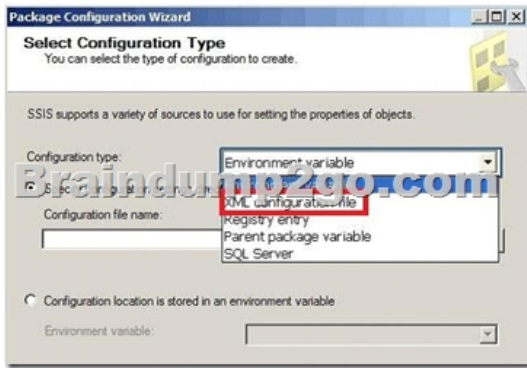 Package Configuration Wizard
Select Configuration Type
You can select the type of configuration to create.
SSIS supports a variety of sources to use for setting the properties of objects.
Configuration type:
Environment variable
Braindump2go.com
XML configuration file
Configuration file name:
Registry entry
Parent package variable
SQL Server
Configuration location is stored in an environment variable
Environment variable: